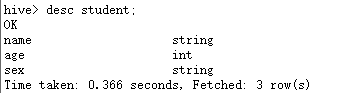 hive> desc student;
OK
name string
age int
sex string
Time taken: 0.366 seconds, Fetched: 3 row(s)